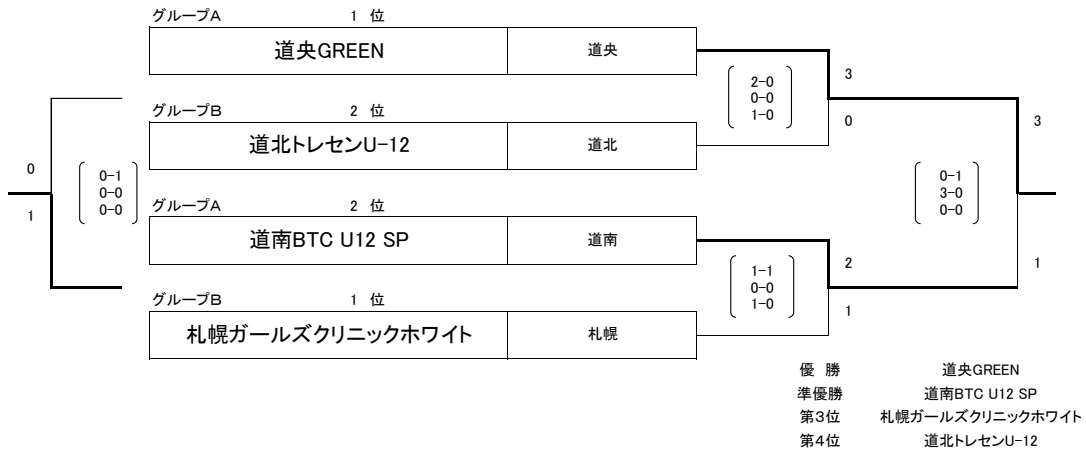 グループA 1 位
道央GREEN 道央
2-0
0-0
1-0
3
0
グループB 2 位
道北トレセンU-12 道北
0
1
0-1
0-0
0-0
3
1
0-1
3-0
0-0
グループA 2 位
道南BTC U12 SP 道南
1-1
0-0
1-0
2
1
グループB 1 位
札幌ガールズクリニックホワイト 札幌
優 勝 道央GREEN
準優勝 道南BTC U12 SP
第3位 札幌ガールズクリニックホワイト
第4位 道北トレセンU-12